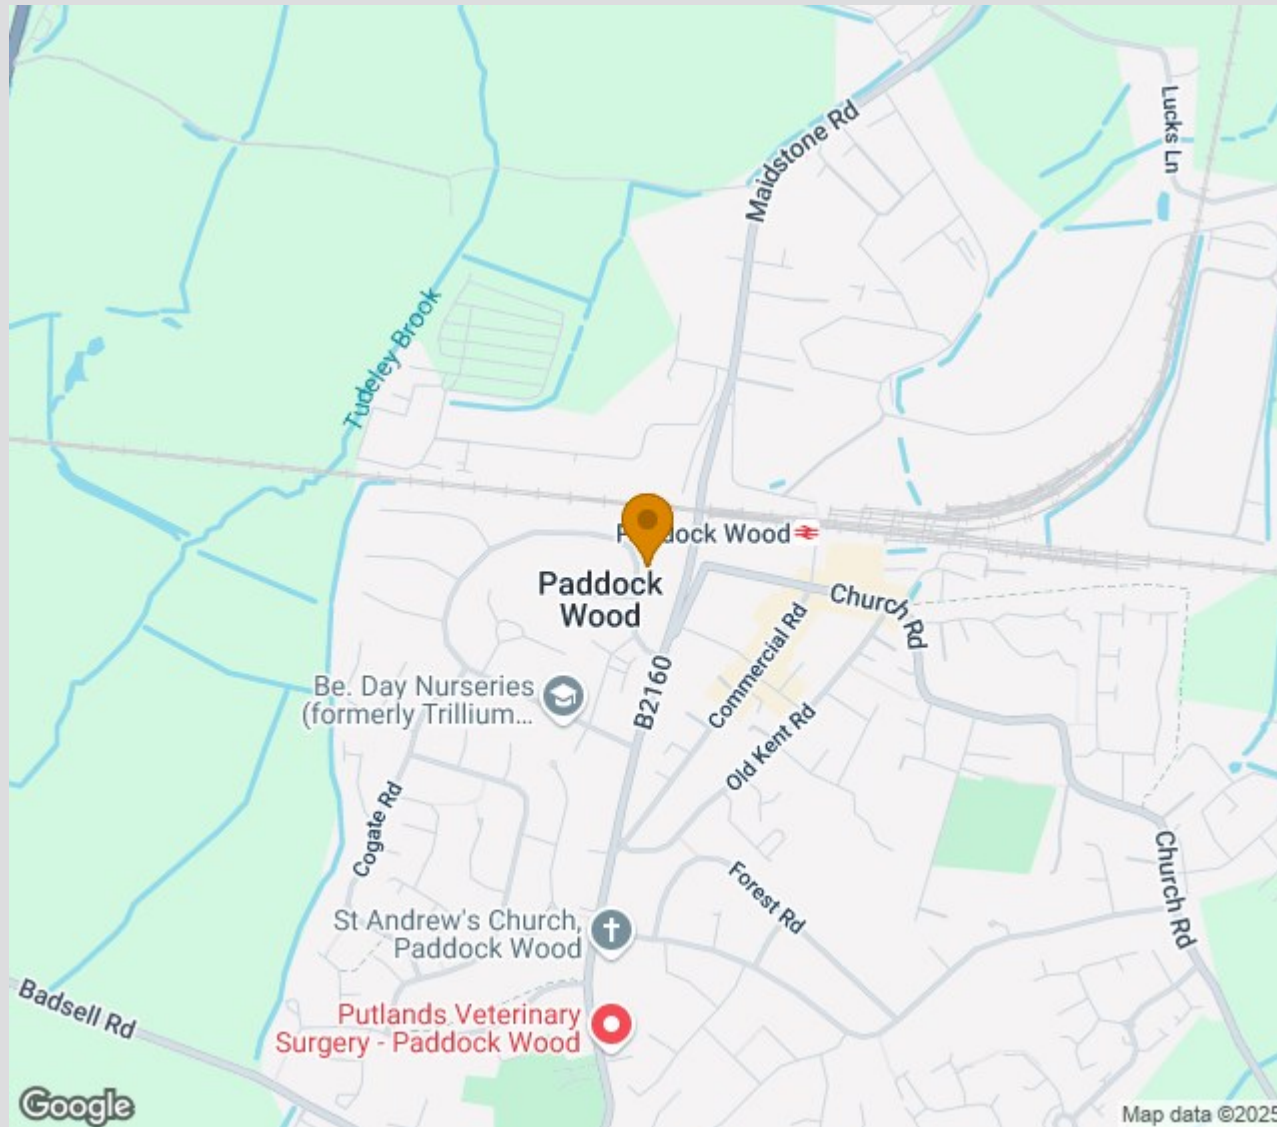 Maidstone Rd
Lucks Ln
Tudeley Brook
Paddock Wood
Paddock
Wood
Church Rd
Commercial Rd
Be. Day Nurseries
(formerly Trillium...
B2160
Old Kent Rd
Cogate Rd
Forest Rd
Church Rd
St Andrew's Church,
Paddock Wood
Badsell Rd
Putlands Veterinary
Surgery - Paddock Wood
Google
Map data ©2025